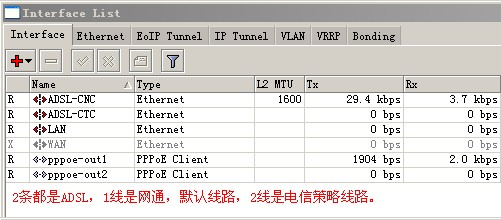 Interface List
Interface Ethernet EoIP Tunnel IP Tunnel VLAN VRRP Bonding
Name Type L2 MTU Tx Rx
R ADSL-CNC Ethernet 1600 29.4 kbps 3.7 kbps
R ADSL-CTC Ethernet 0 bps 0 bps
R LAN Ethernet 0 bps 0 bps
X WAN Ethernet 0 bps 0 bps
R pppoe-out1 PPPoE Client 1904 bps 2.0 kbps
R pppoe-out2 PPPoE Client 0 bps 0 bps
2条都是ADSL，1线是网通，默认线路，2线是电信策略线路。